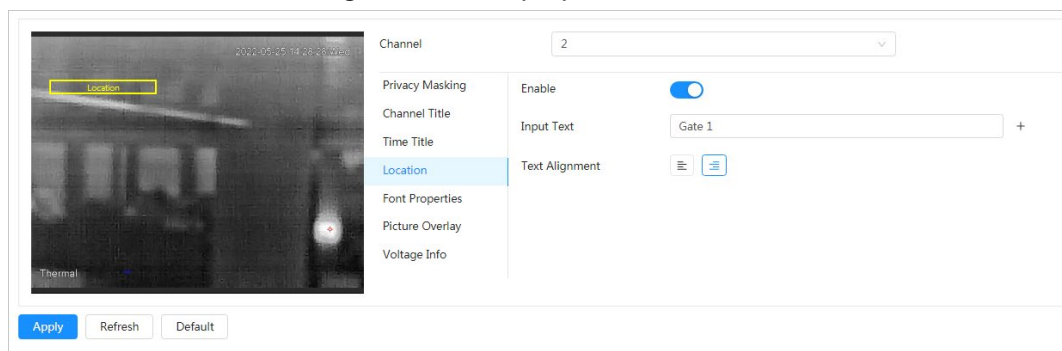 2022-05-25 14:28:28 Wed
Location
Thermal
Channel
2
Privacy Masking
Channel Title
Time Title
Location
Font Properties
Picture Overlay
Voltage Info
Enable
Input Text
Gate 1
+
Text Alignment
Apply
Refresh
Default